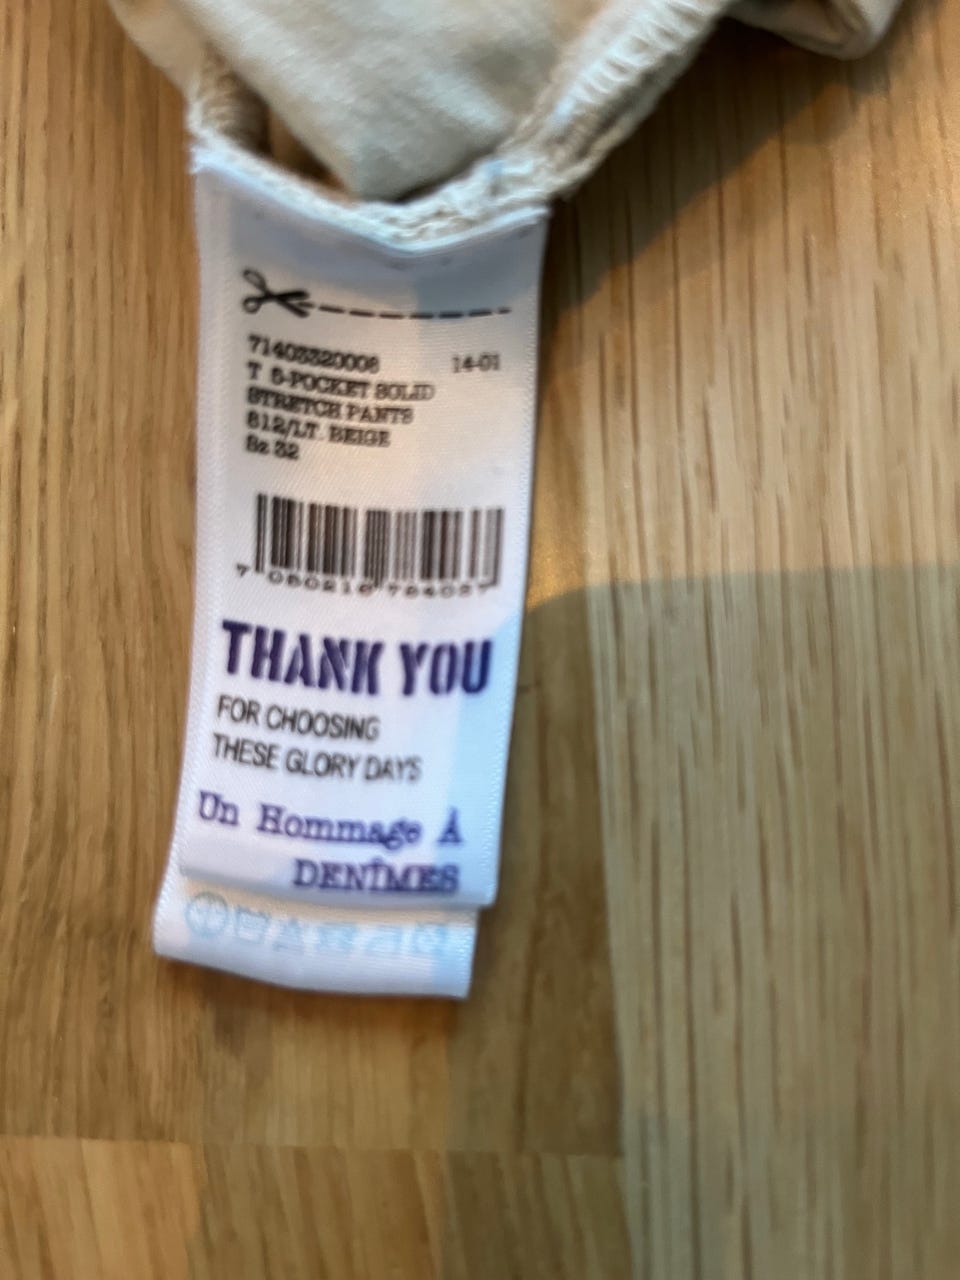 71403320008 14-01
T 5-POCKET SOLID
STRETCH PANTS
812/LT. BEIGE
Sz 32
THANK YOU
FOR CHOOSING
THESE GLORY DAYS
Un Hommage À
DENÎMES